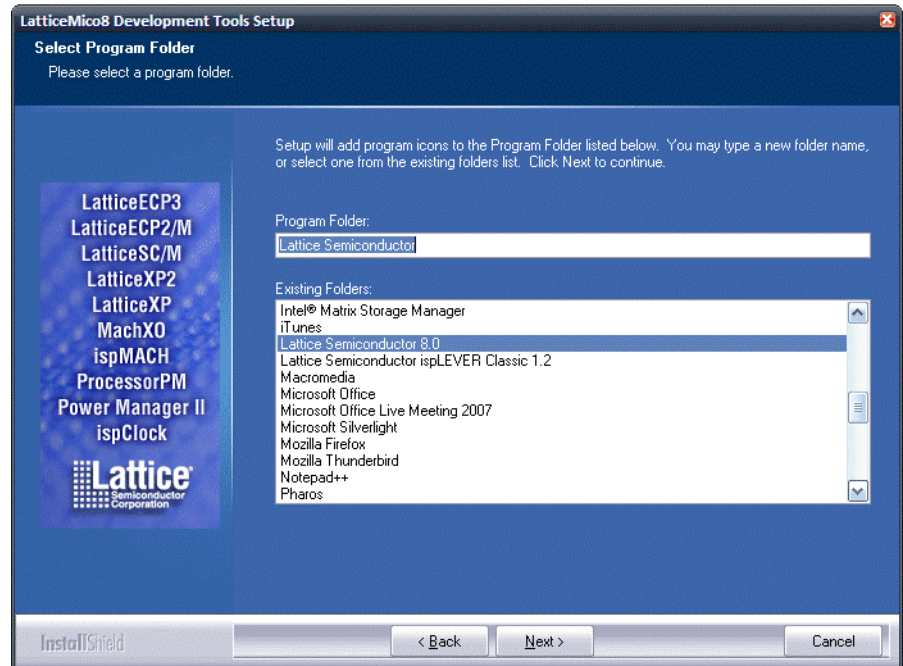 LatticeMico8 Development Tools Setup
Select Program Folder
Please select a program folder.
LatticeECP3
LatticeECP2/M
LatticeSC/M
LatticeXP2
LatticeXP
MachXO
ispMACH
ProcessorPM
Power Manager II
ispClock
Lattice
Semiconductor
Corporation
Setup will add program icons to the Program Folder listed below. You may type a new folder name,
or select one from the existing folders list. Click Next to continue.
Program Folder:
Lattice Semiconductor
Existing Folders:
Intel® Matrix Storage Manager
iTunes
Lattice Semiconductor 8.0
Lattice Semiconductor ispLEVER Classic 1.2
Macromedia
Microsoft Office
Microsoft Office Live Meeting 2007
Microsoft Silverlight
Mozilla Firefox
Mozilla Thunderbird
Notepad++
Pharos
InstallShield
< Back
Next >
Cancel